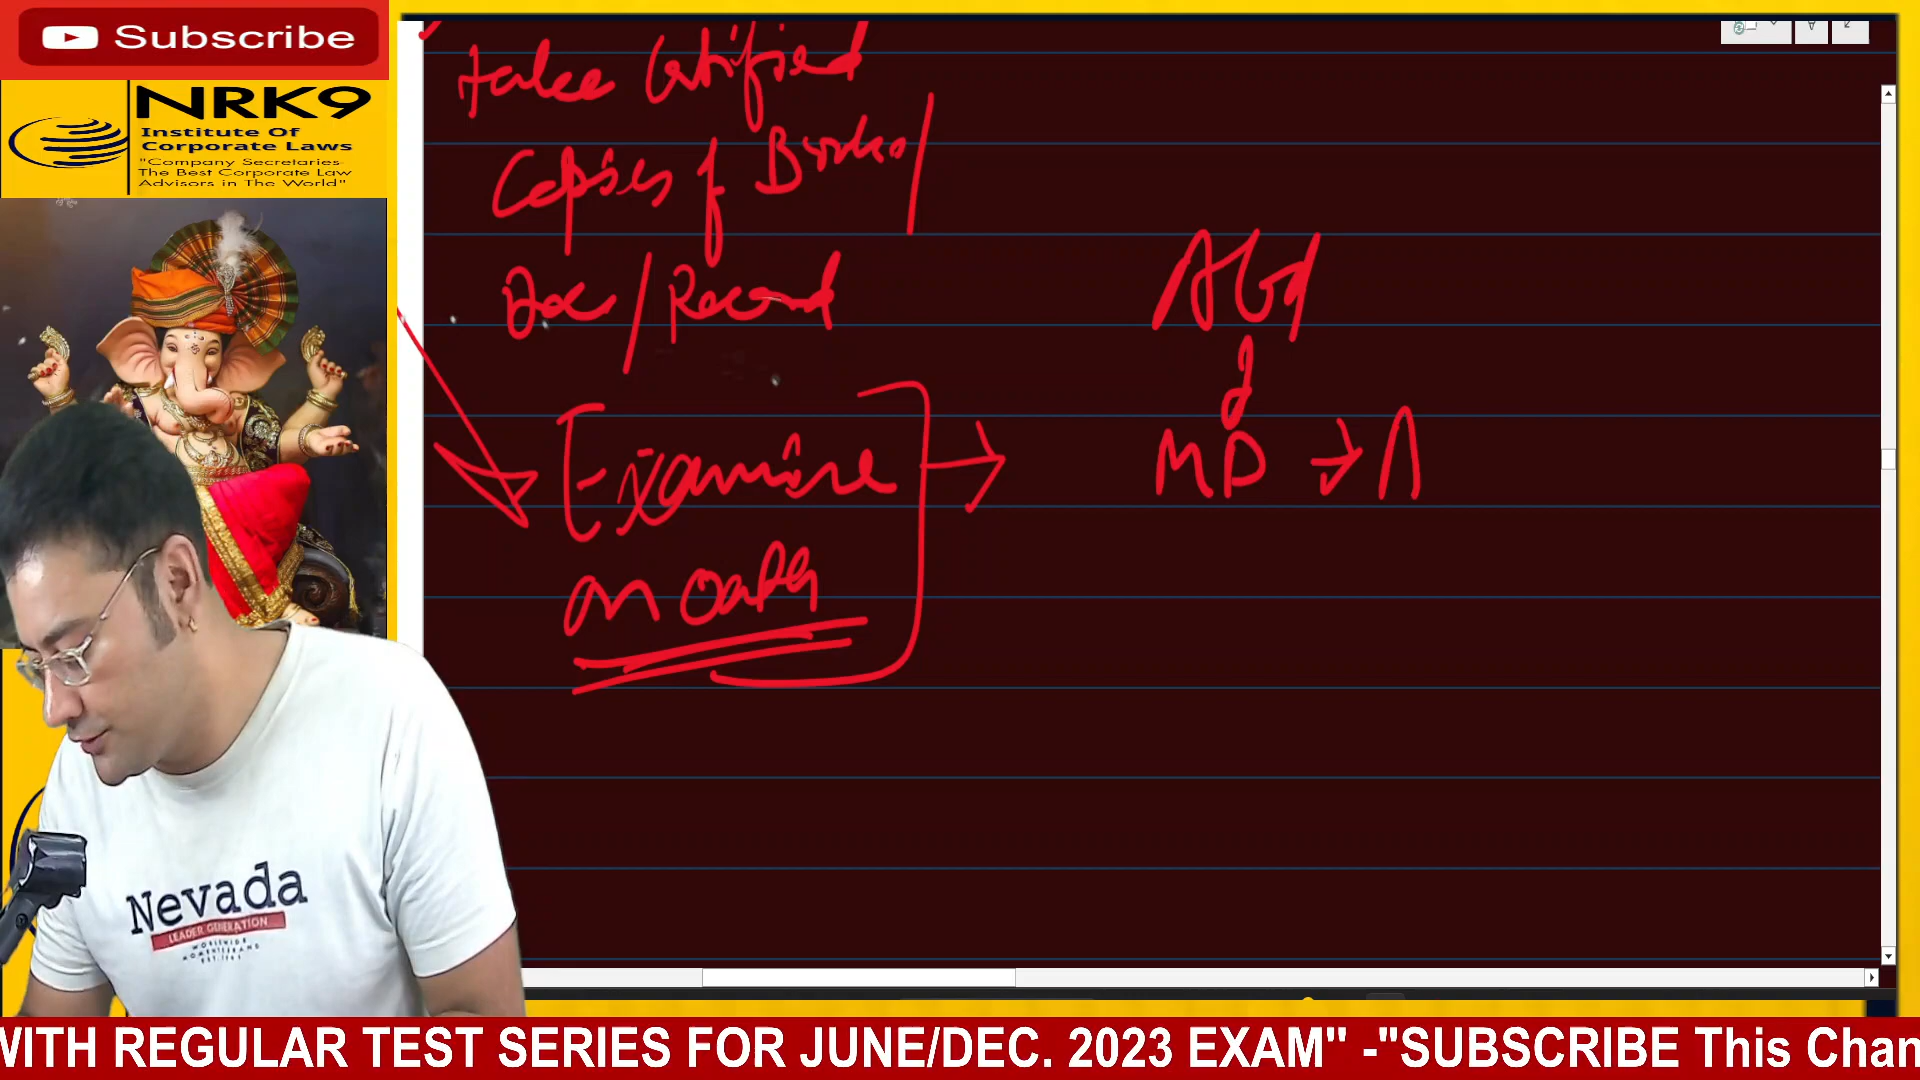 Subscribe
NRK9
Institute Of
Corporate Laws
"Company Secretaries-
The Best Corporate Law
Advisors in The World"
take Certified
Copies of Books/
Doc/Record
Examine
on oath
MD → A
Nevada
LEADER GENERATION
WORLDWIDE
WITH REGULAR TEST SERIES FOR JUNE/DEC. 2023 EXAM" -"SUBSCRIBE This Chan